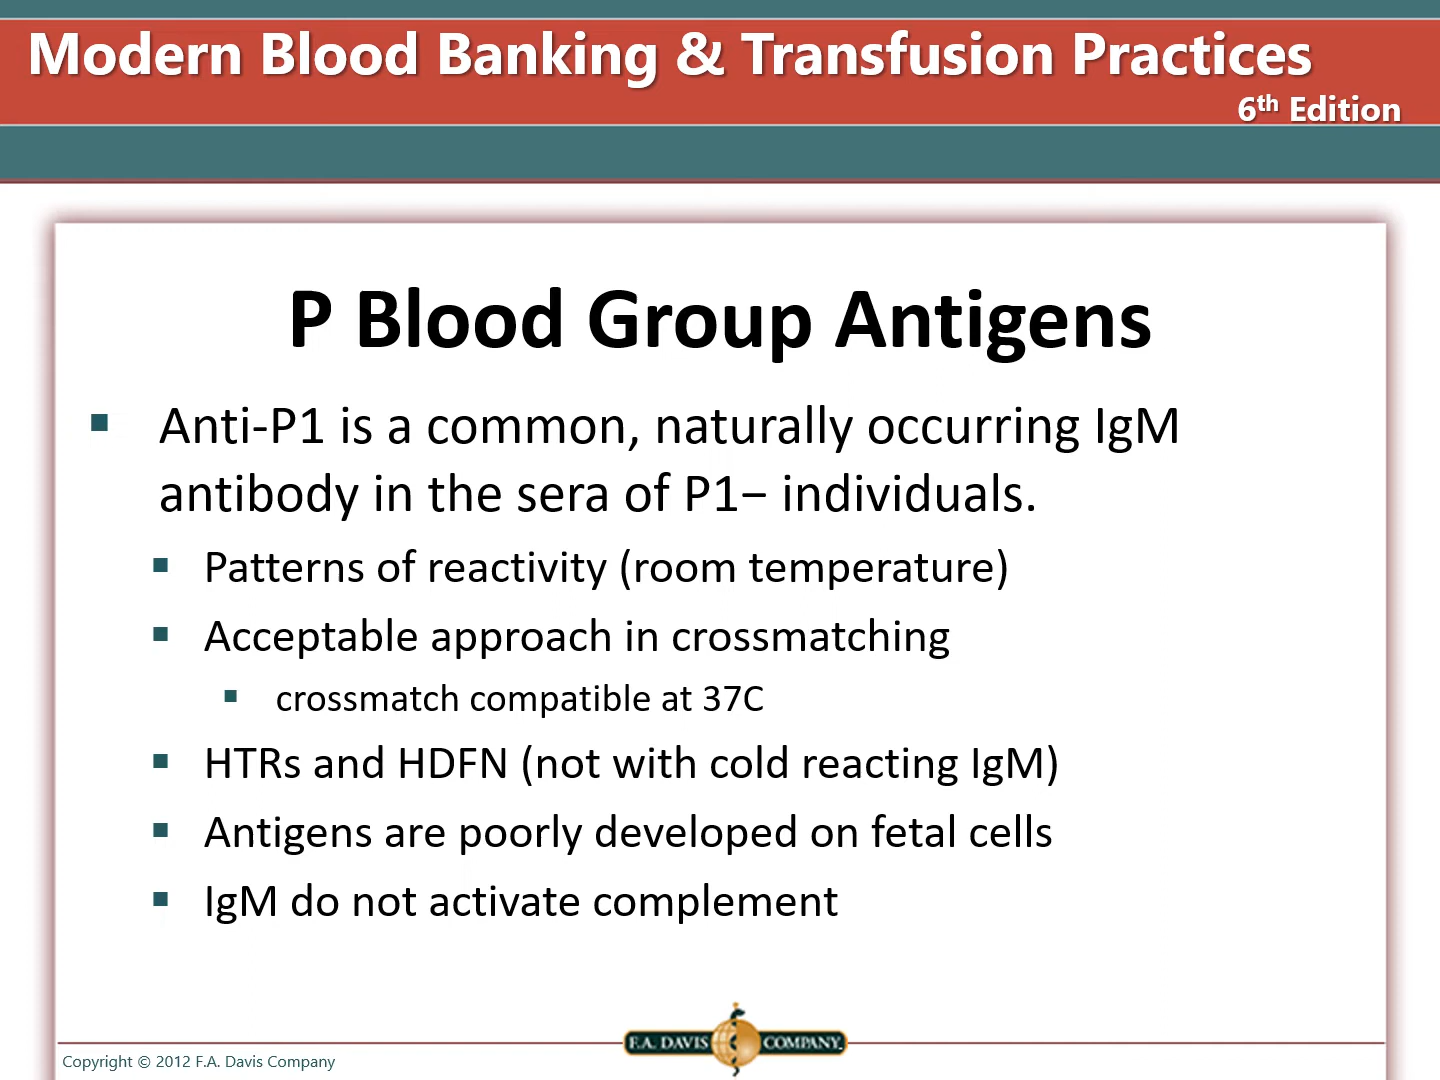 Modern Blood Banking & Transfusion Practices
6th Edition
P Blood Group Antigens
▪ Anti-P1 is a common, naturally occurring IgM
antibody in the sera of P1− individuals.
▪ Patterns of reactivity (room temperature)
▪ Acceptable approach in crossmatching
▪ crossmatch compatible at 37C
▪ HTRs and HDFN (not with cold reacting IgM)
▪ Antigens are poorly developed on fetal cells
▪ IgM do not activate complement
F.A. DAVIS COMPANY.
Copyright © 2012 F.A. Davis Company